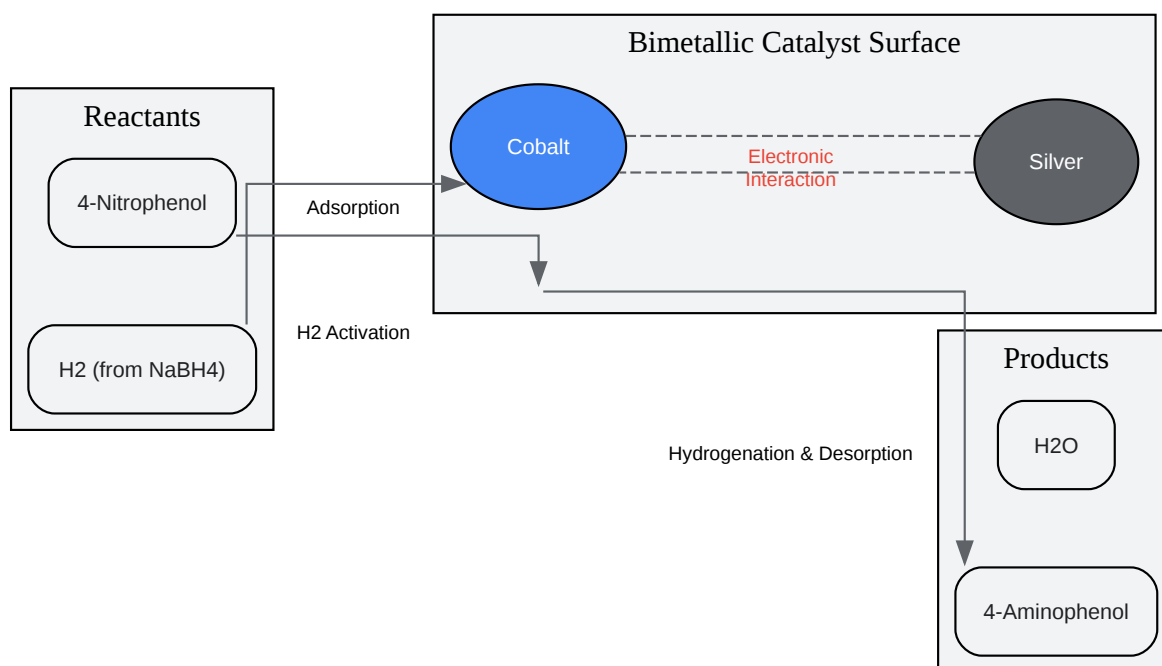 Bimetallic Catalyst Surface
Reactants
Cobalt
Silver
Electronic
Interaction
4-Nitrophenol
Adsorption
H2 Activation
H2 (from NaBH4)
Products
H2O
Hydrogenation & Desorption
4-Aminophenol